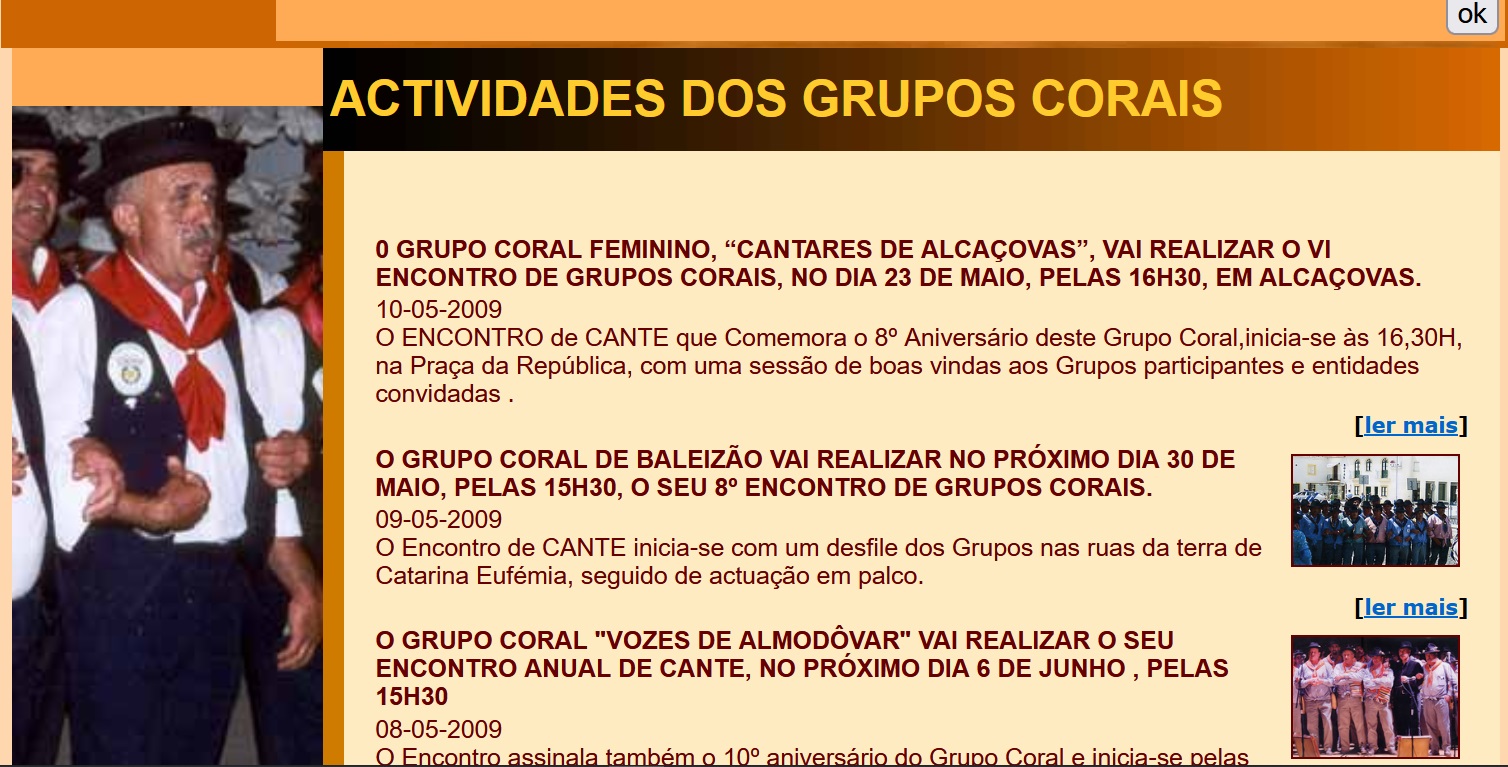 ok
ACTIVIDADES DOS GRUPOS CORAIS
0 GRUPO CORAL FEMININO, “CANTARES DE ALCAÇOVAS”, VAI REALIZAR O VI
ENCONTRO DE GRUPOS CORAIS, NO DIA 23 DE MAIO, PELAS 16H30, EM ALCAÇOVAS.
10-05-2009
O ENCONTRO de CANTE que Comemora o 8º Aniversário deste Grupo Coral,inicia-se às 16,30H,
na Praça da República, com uma sessão de boas vindas aos Grupos participantes e entidades
convidadas .
[ler mais]
O GRUPO CORAL DE BALEIZÃO VAI REALIZAR NO PRÓXIMO DIA 30 DE
MAIO, PELAS 15H30, O SEU 8º ENCONTRO DE GRUPOS CORAIS.
09-05-2009
O Encontro de CANTE inicia-se com um desfile dos Grupos nas ruas da terra de
Catarina Eufémia, seguido de actuação em palco.
[ler mais]
O GRUPO CORAL "VOZES DE ALMODÔVAR" VAI REALIZAR O SEU
ENCONTRO ANUAL DE CANTE, NO PRÓXIMO DIA 6 DE JUNHO , PELAS
15H30
08-05-2009
O Encontro assinala também o 10º aniversário do Grupo Coral e inicia-se pelas